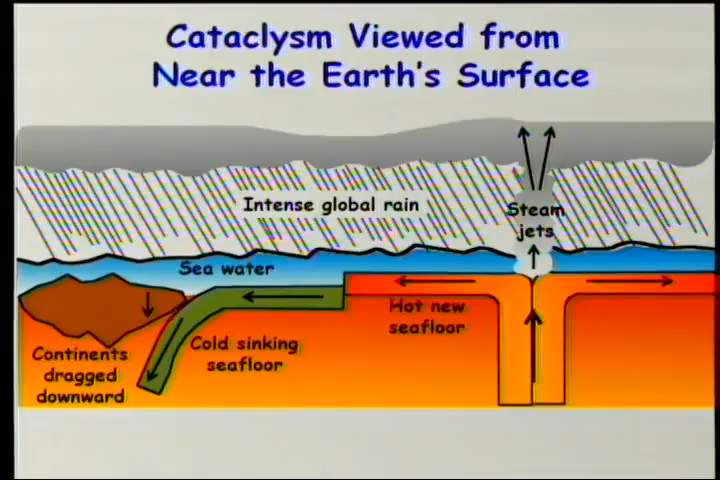 Cataclysm Viewed from
Near the Earth's Surface
Intense global rain
Steam
jets
Sea water
Hot new
seafloor
Cold sinking
seafloor
Continents
dragged
downward